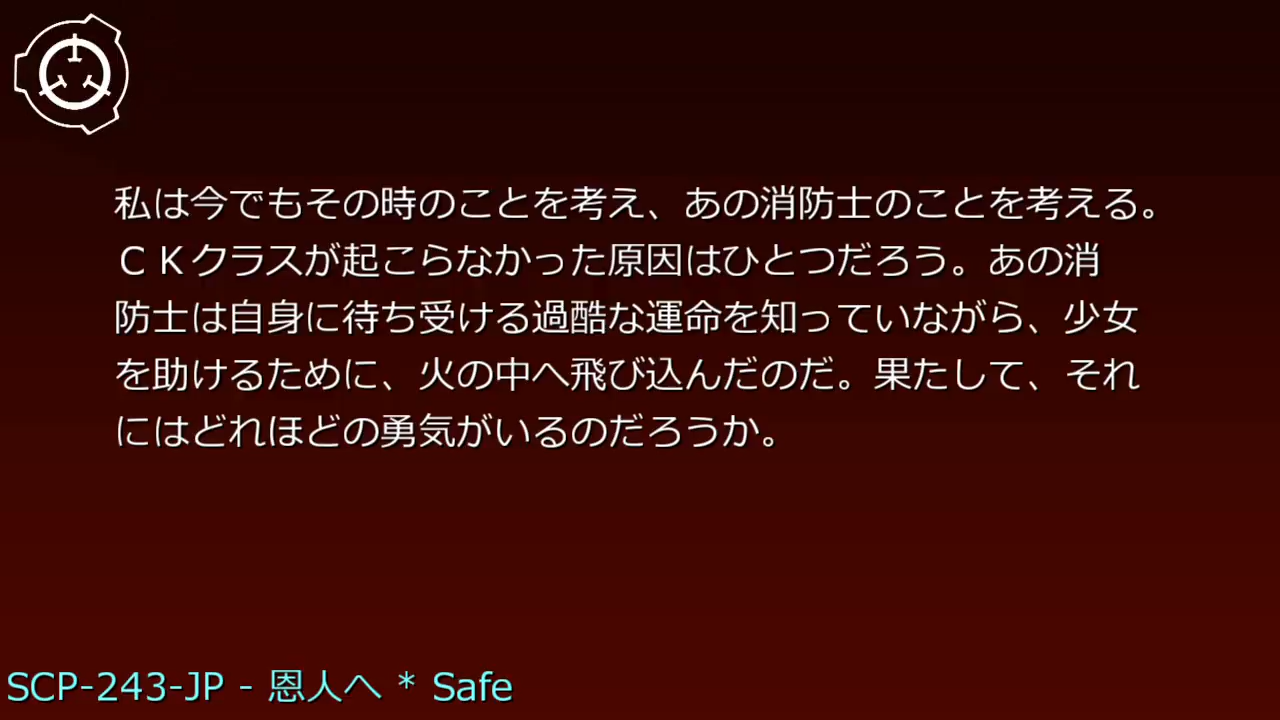 私は今でもその時のことを考え、あの消防士のことを考える。
ＣＫクラスが起こらなかった原因はひとつだろう。あの消
防士は自身に待ち受ける過酷な運命を知っていながら、少女
を助けるために、火の中へ飛び込んだのだ。果たして、それ
にはどれほどの勇気がいるのだろうか。
SCP-243-JP - 恩人へ * Safe